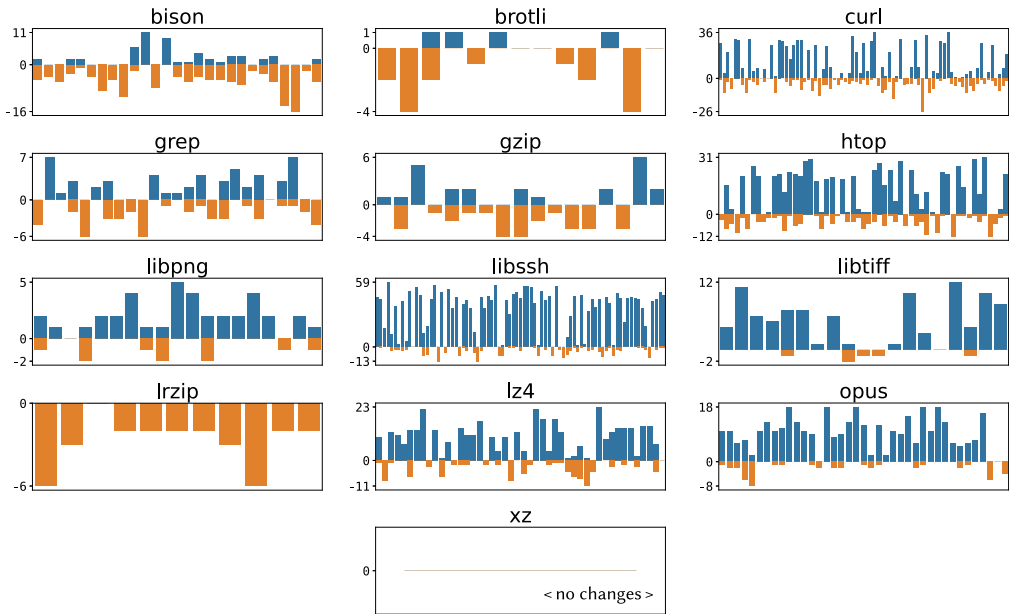 bison
11
0
-16
brotli
1
0
-4
curl
36
0
-26
grep
7
0
-6
gzip
6
0
-4
htop
31
0
-12
libpng
5
0
-2
libssh
59
0
-13
libtiff
12
-2
lrzip
0
-6
lz4
23
0
-11
opus
18
0
-8
xz
0
< no changes >